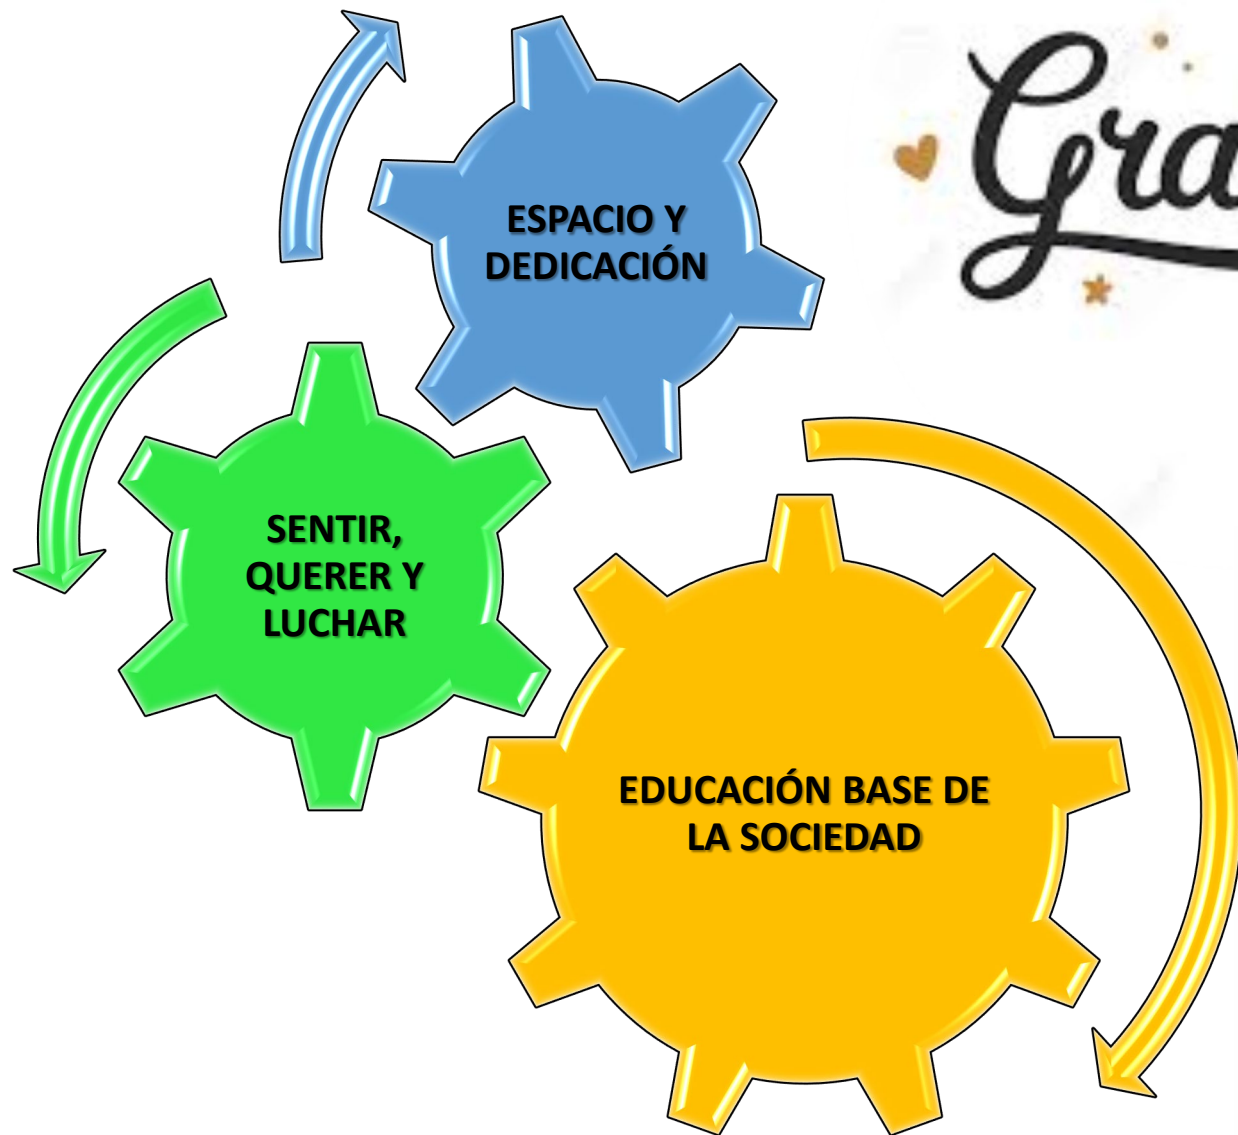 Gra
ESPACIO Y
DEDICACIÓN
SENTIR,
QUERER Y
LUCHAR
EDUCACIÓN BASE DE
LA SOCIEDAD